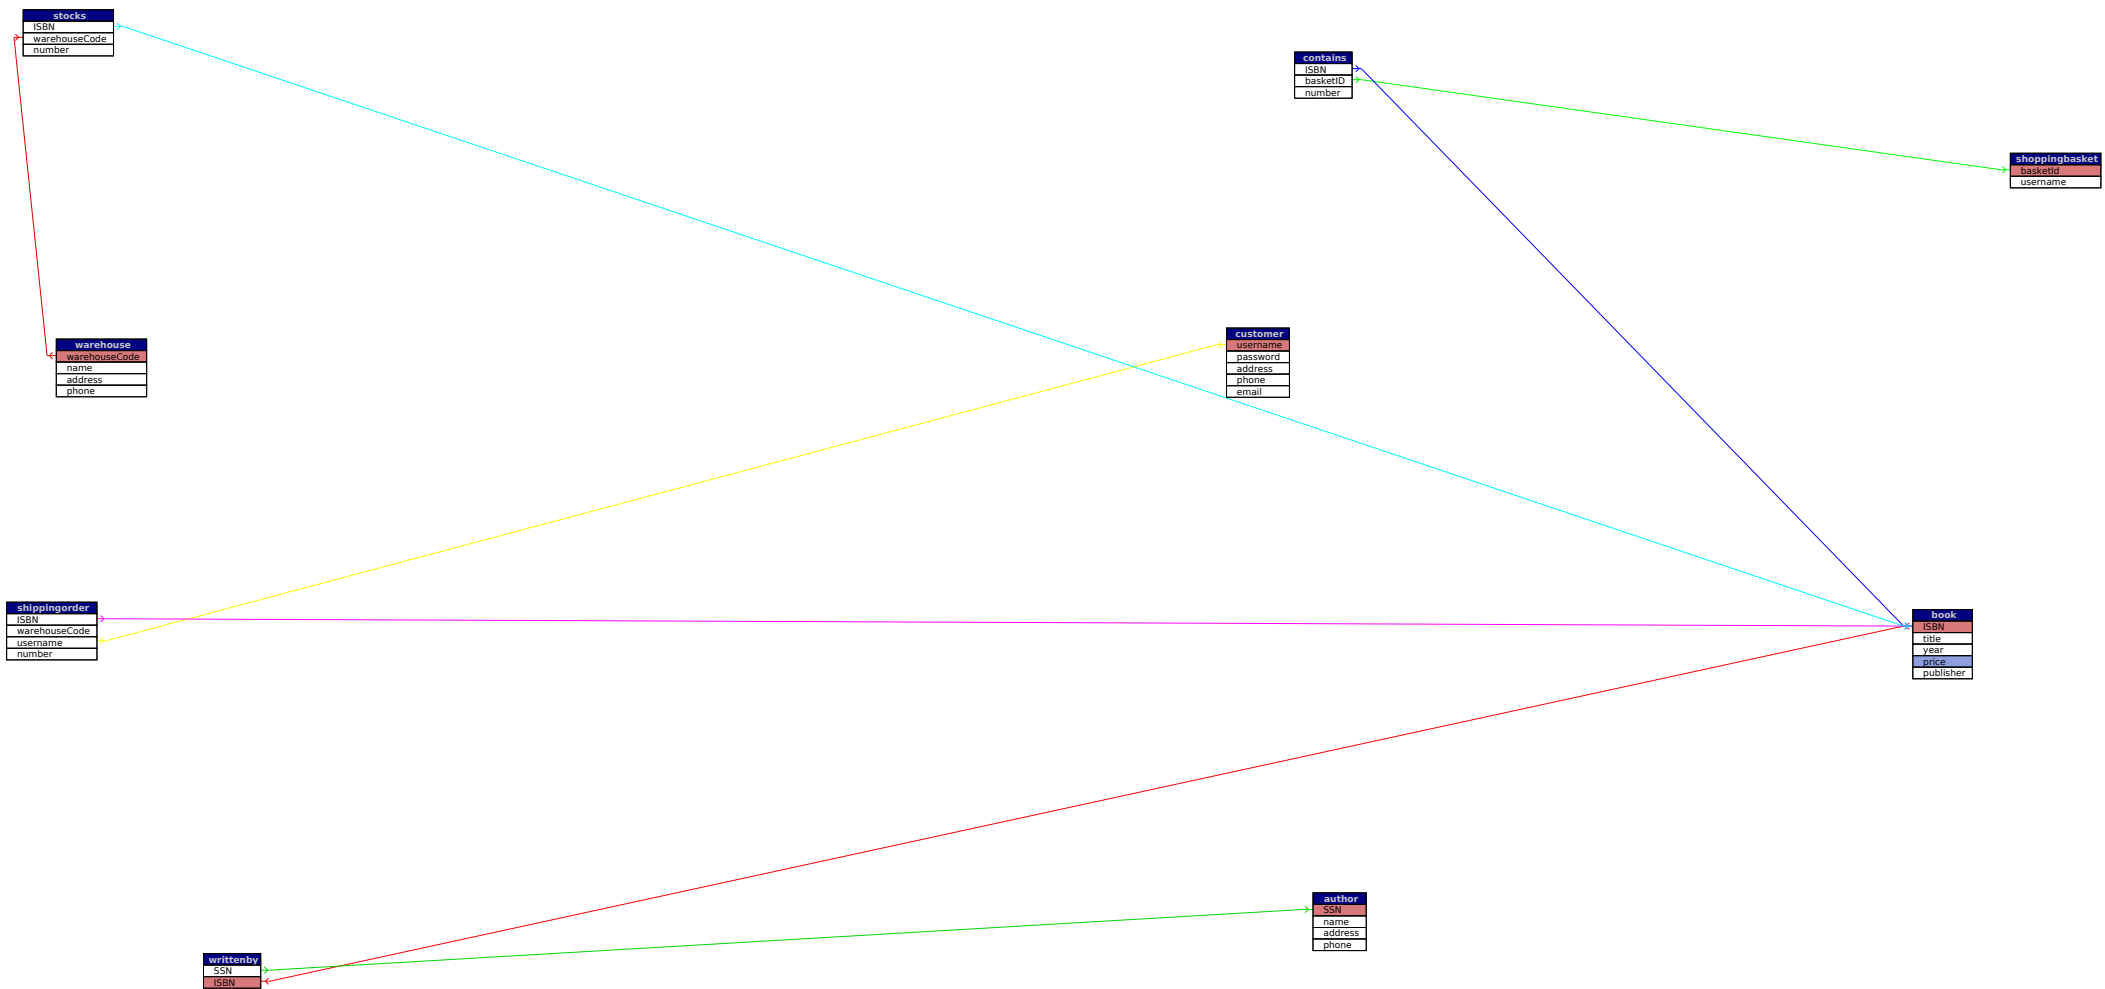 stocks
ISBN
warehouseCode
number
contains
ISBN
basketID
number
shoppingbasket
basketId
username
warehouse
warehouseCode
name
address
phone
customer
username
password
address
phone
email
shippingorder
ISBN
warehouseCode
username
number
book
ISBN
title
year
price
publisher
author
SSN
name
address
phone
writtenby
SSN
ISBN